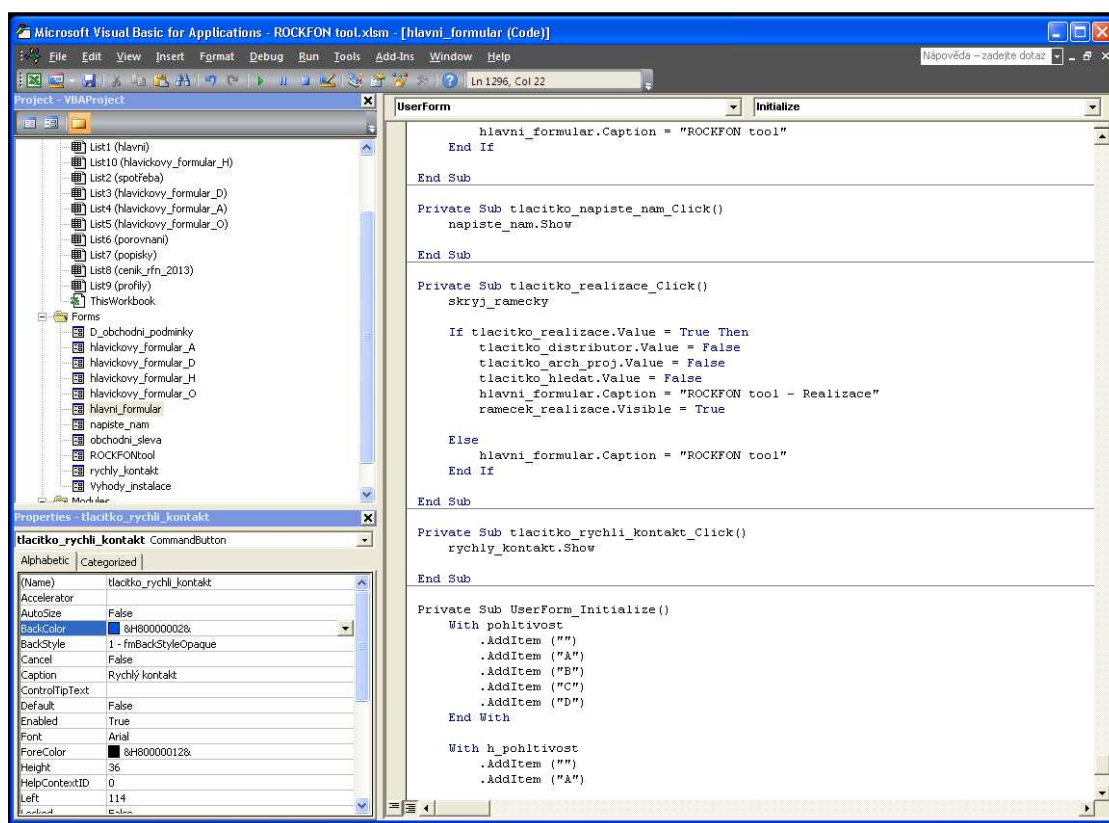 Microsoft Visual Basic for Applications - ROCKFON tool.xlsm - [hlavni_formular (Code)]
File Edit View Insert Format Debug Run Tools Add-Ins Window Help
Nápověda – zadejte dotaz
Ln 1296, Col 22
Project - VBAProject
List1 (hlavni)
List10 (hlavickovy_formular_H)
List2 (spotřeba)
List3 (hlavickovy_formular_D)
List4 (hlavickovy_formular_A)
List5 (hlavickovy_formular_O)
List6 (porovnani)
List7 (popisky)
List8 (cenik_rfn_2013)
List9 (profily)
ThisWorkbook
Forms
D_obchodni_podminky
hlavickovy_formular_A
hlavickovy_formular_D
hlavickovy_formular_H
hlavickovy_formular_O
hlavni_formular
napiste_nam
obchodni_sleva
ROCKFONtool
rychly_kontakt
Vyhody_instalace
Modules
Properties - tlacitko_rychli_kontakt
tlacitko_rychli_kontakt CommandButton
Alphabetic Categorized
(Name) tlacitko_rychli_kontakt
Accelerator
AutoSize False
BackColor &H80000002&
BackStyle 1 - fmBackStyleOpaque
Cancel False
Caption Rychlý kontakt
ControlTipText
Default False
Enabled True
Font Arial
ForeColor &H80000012&
Height 36
HelpContextID 0
Left 114
Locked False
UserForm Initialize
hlavni_formular.Caption = "ROCKFON tool"
End If
End Sub
Private Sub tlacitko_napiste_nam_Click()
napiste_nam.Show
End Sub
Private Sub tlacitko_realizace_Click()
skryj_ramecky
If tlacitko_realizace.Value = True Then
tlacitko_distributor.Value = False
tlacitko_arch_proj.Value = False
tlacitko_hledat.Value = False
hlavni_formular.Caption = "ROCKFON tool - Realizace"
ramecek_realizace.Visible = True
Else
hlavni_formular.Caption = "ROCKFON tool"
End If
End Sub
Private Sub tlacitko_rychli_kontakt_Click()
rychly_kontakt.Show
End Sub
Private Sub UserForm_Initialize()
With pohltivost
.AddItem ("")
.AddItem ("A")
.AddItem ("B")
.AddItem ("C")
.AddItem ("D")
End With
With h_pohltivost
.AddItem ("")
.AddItem ("A")